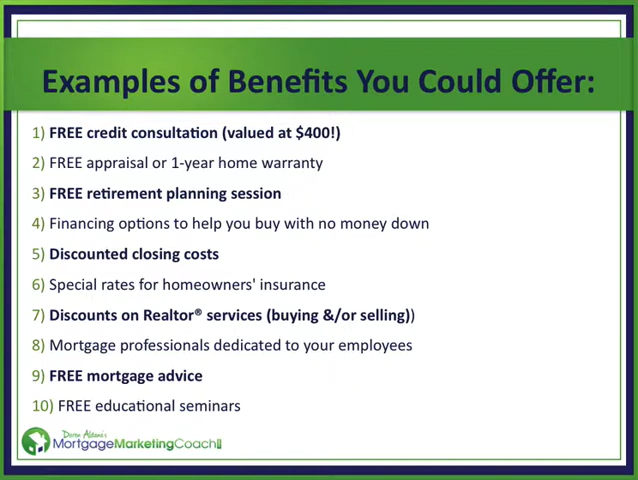 Examples of Benefits You Could Offer:
1) FREE credit consultation (valued at $400!)
2) FREE appraisal or 1-year home warranty
3) FREE retirement planning session
4) Financing options to help you buy with no money down
5) Discounted closing costs
6) Special rates for homeowners' insurance
7) Discounts on Realtor® services (buying &/or selling))
8) Mortgage professionals dedicated to your employees
9) FREE mortgage advice
10) FREE educational seminars
Doren Aldana's
MortgageMarketingCoach